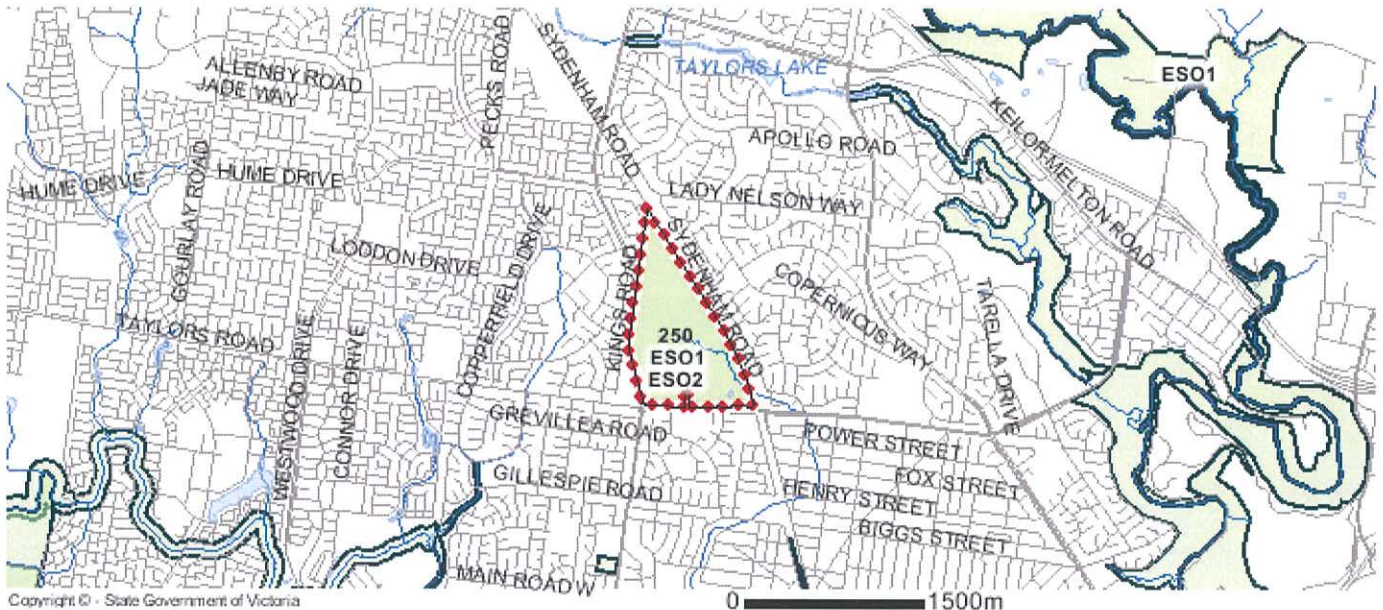 ALLENBY ROAD
JADE WAY
PECKS ROAD
SYDENHAM ROAD
TAYLORS LAKE
ESO1
KEILOR MELTON ROAD
APOLLO ROAD
HUME DRIVE
GOURLAY ROAD
HUME DRIVE
LADY NELSON WAY
LODDON DRIVE
COPPERFIELD DRIVE
KINGS ROAD
SYDENHAM ROAD
COPERNICUS WAY
TARELLA DRIVE
TAYLORS ROAD
WESTWOOD DRIVE
CONNOR DRIVE
250
ESO1
ESO2
GREVILLEA ROAD
POWER STREET
GILLESPIE ROAD
FOX STREET
HENRY STREET
BIGGS STREET
MAIN ROAD W
Copyright © - State Government of Victoria
0 1500m